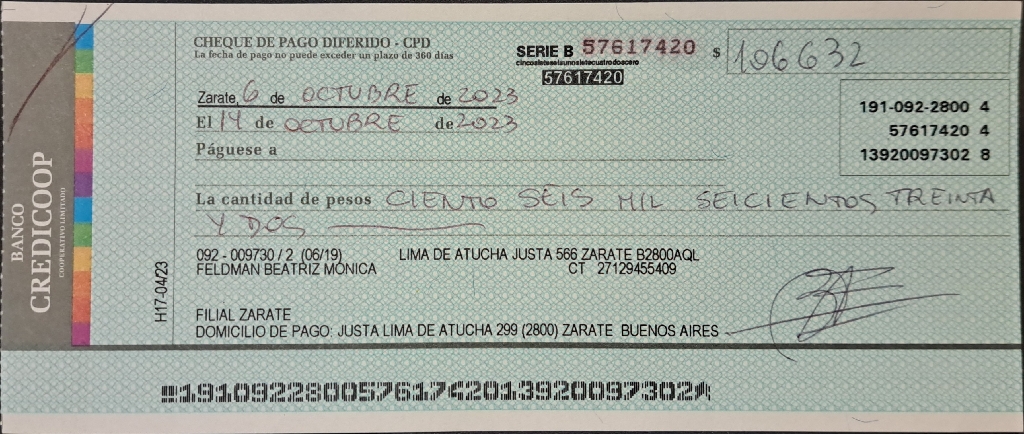 BANCO
CREDICOOP
COOPERATIVO LIMITADO
CHEQUE DE PAGO DIFERIDO - CPD
La fecha de pago no puede exceder un plazo de 360 días
SERIE B 57617420
cincosieteseisunosietecuatrodoscero
57617420
$ 106632
Zarate, 6 de OCTUBRE de 2023
El 14 de OCTUBRE de 2023
Páguese a
191-092-2800 4
57617420 4
13920097302 8
La cantidad de pesos CIENTO SEIS MIL SEICIENTOS TREINTA
Y DOS
092 - 009730 / 2 (06/19) LIMA DE ATUCHA JUSTA 566 ZARATE B2800AQL
FELDMAN BEATRIZ MONICA CT 27129455409
H17-04/23
FILIAL ZARATE
DOMICILIO DE PAGO: JUSTA LIMA DE ATUCHA 299 (2800) ZARATE BUENOS AIRES
19109228005761742013920097302